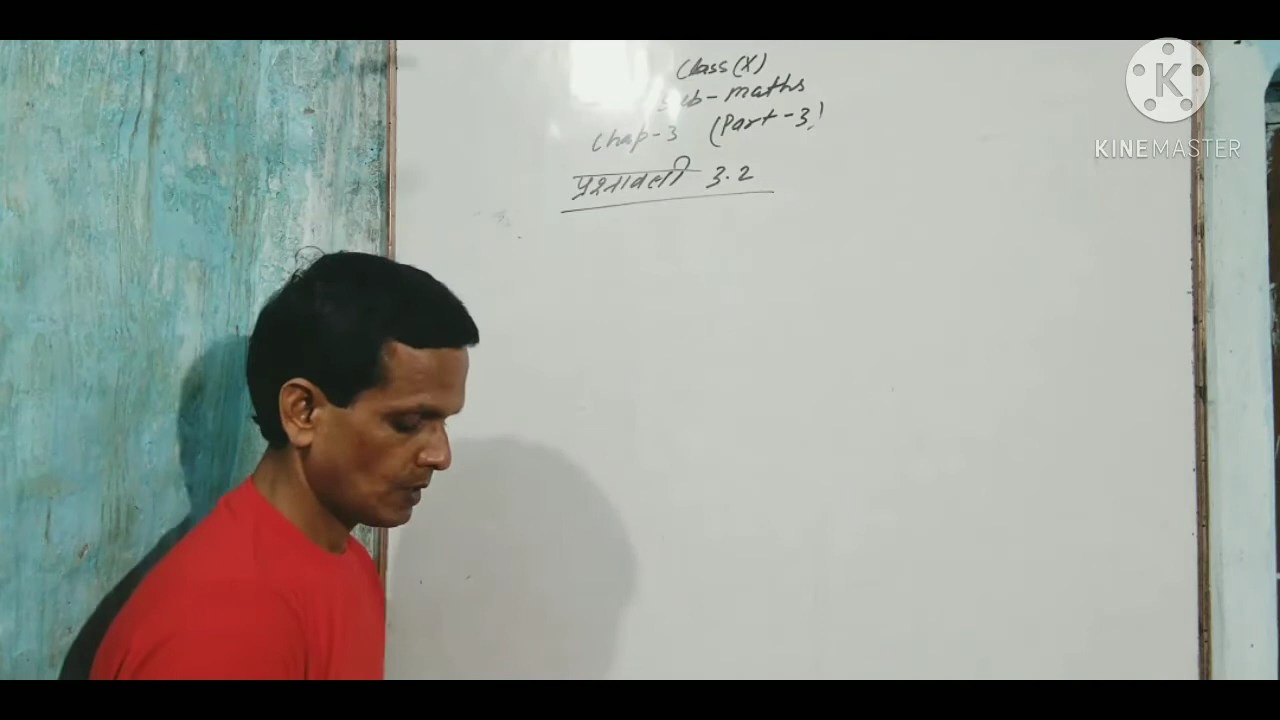 Class (X)
Sub - maths
Chap-3 (Part-3)
प्रश्नावली 3.2
K
KINEMASTER